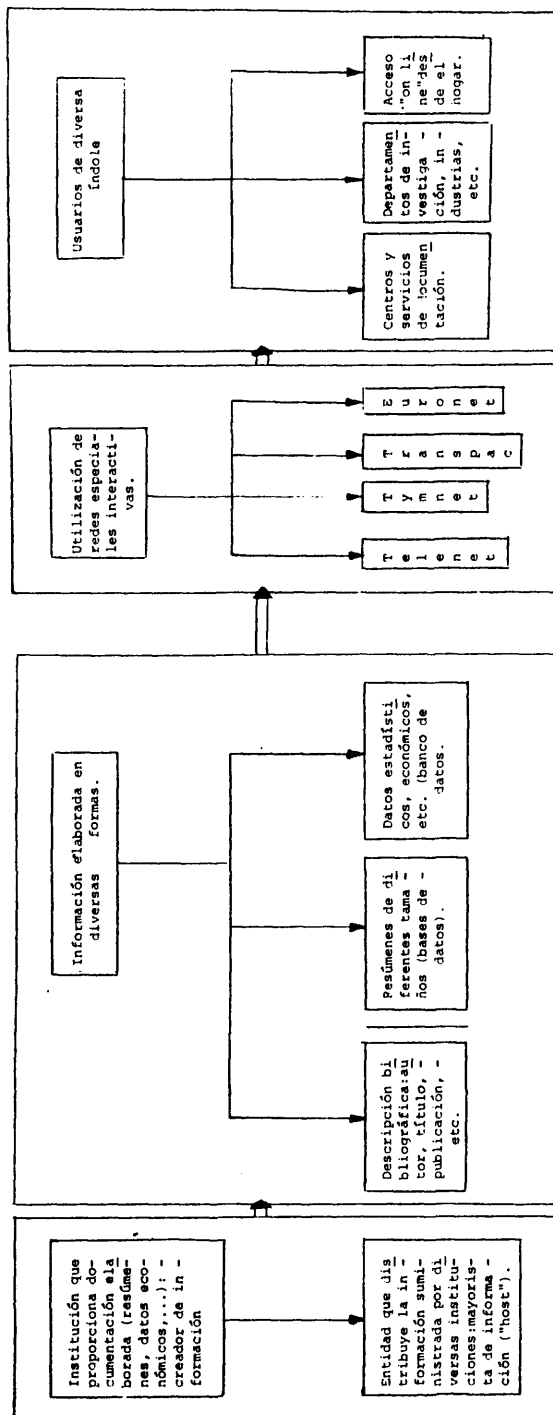 Institución que
proporciona do-
cumentación ela
borada (resúme-
nes, datos eco-
nómicos,...): -
creador de in -
formación
Entidad que dis
tribuye la in -
formación sumi-
nistrada por di
versas institu-
ciones:mayoris-
ta de informa -
ción ("host").
Información elaborada en
diversas formas.
Descripción bi
bliográfica:au
tor, título, -
publicación, -
etc.
Resúmenes de di
ferentes tama -
ños (bases de -
datos).
Datos estadísti
cos, económicos,
etc. (banco de
datos.
Utilización de
redes especia-
les interacti-
vas.
Telenet
Tymnet
Transpac
Euronet
Usuarios de diversa
índole
Centros y
servicios
de documen
tación.
Departamen
tos de in-
vestiga -
ción, in -
dustrias,
etc.
Acceso
"on li
ne"des
de el
hogar.